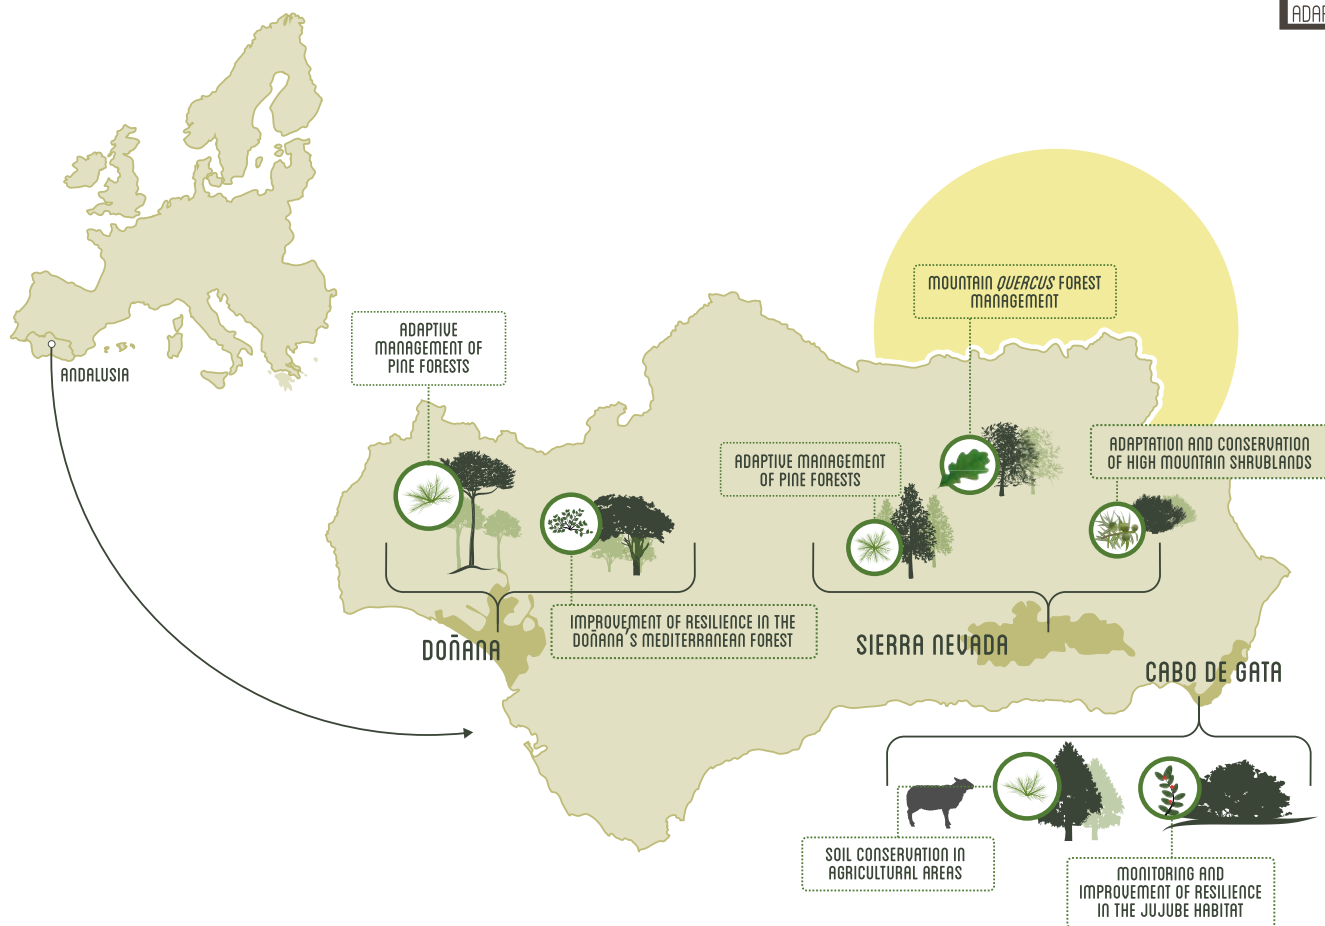 ANDALUSIA
ADAPTIVE
MANAGEMENT OF
PINE FORESTS
MOUNTAIN QUERCUS FOREST
MANAGEMENT
ADAPTIVE MANAGEMENT
OF PINE FORESTS
ADAPTATION AND CONSERVATION
OF HIGH MOUNTAIN SHRUBLANDS
IMPROVEMENT OF RESILIENCE IN THE
DOÑANA'S MEDITERRANEAN FOREST
DOÑANA
SIERRA NEVADA
CABO DE GATA
SOIL CONSERVATION IN
AGRICULTURAL AREAS
MONITORING AND
IMPROVEMENT OF RESILIENCE
IN THE JUJUBE HABITAT